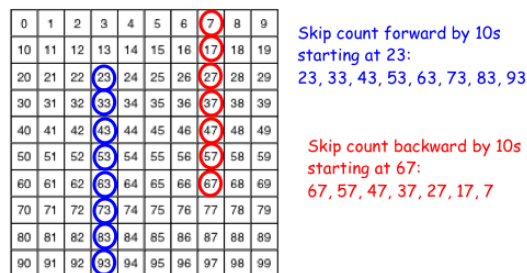 0 1 2 3 4 5 6 7 8 9
10 11 12 13 14 15 16 17 18 19
20 21 22 23 24 25 26 27 28 29
30 31 32 33 34 35 36 37 38 39
40 41 42 43 44 45 46 47 48 49
50 51 52 53 54 55 56 57 58 59
60 61 62 63 64 65 66 67 68 69
70 71 72 73 74 75 76 77 78 79
80 81 82 83 84 85 86 87 88 89
90 91 92 93 94 95 96 97 98 99
Skip count forward by 10s
starting at 23:
23, 33, 43, 53, 63, 73, 83, 93
Skip count backward by 10s
starting at 67:
67, 57, 47, 37, 27, 17, 7